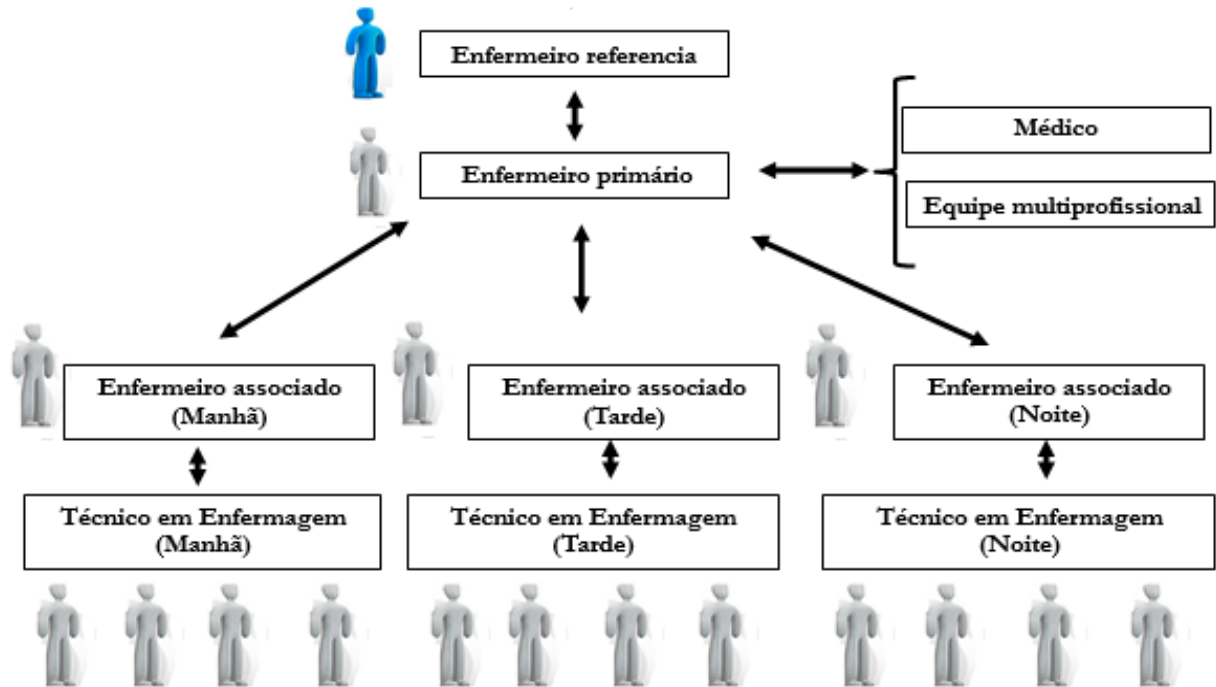 Enfermeiro referencia
Enfermeiro primário
Médico
Equipe multiprofissional
Enfermeiro associado
(Manhã)
Enfermeiro associado
(Tarde)
Enfermeiro associado
(Noite)
Técnico em Enfermagem
(Manhã)
Técnico em Enfermagem
(Tarde)
Técnico em Enfermagem
(Noite)